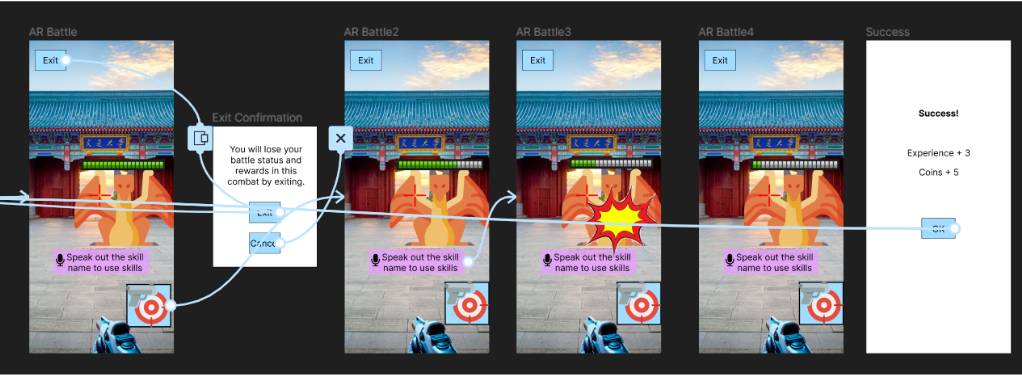 AR Battle
Exit
Speak out the skill
name to use skills
Exit Confirmation
You will lose your
battle status and
rewards in this
combat by exiting.
Exit
Cancel
AR Battle2
Exit
Speak out the skill
name to use skills
AR Battle3
Exit
Speak out the skill
name to use skills
AR Battle4
Exit
Speak out the skill
name to use skills
Success
Success!
Experience + 3
Coins + 5
OK